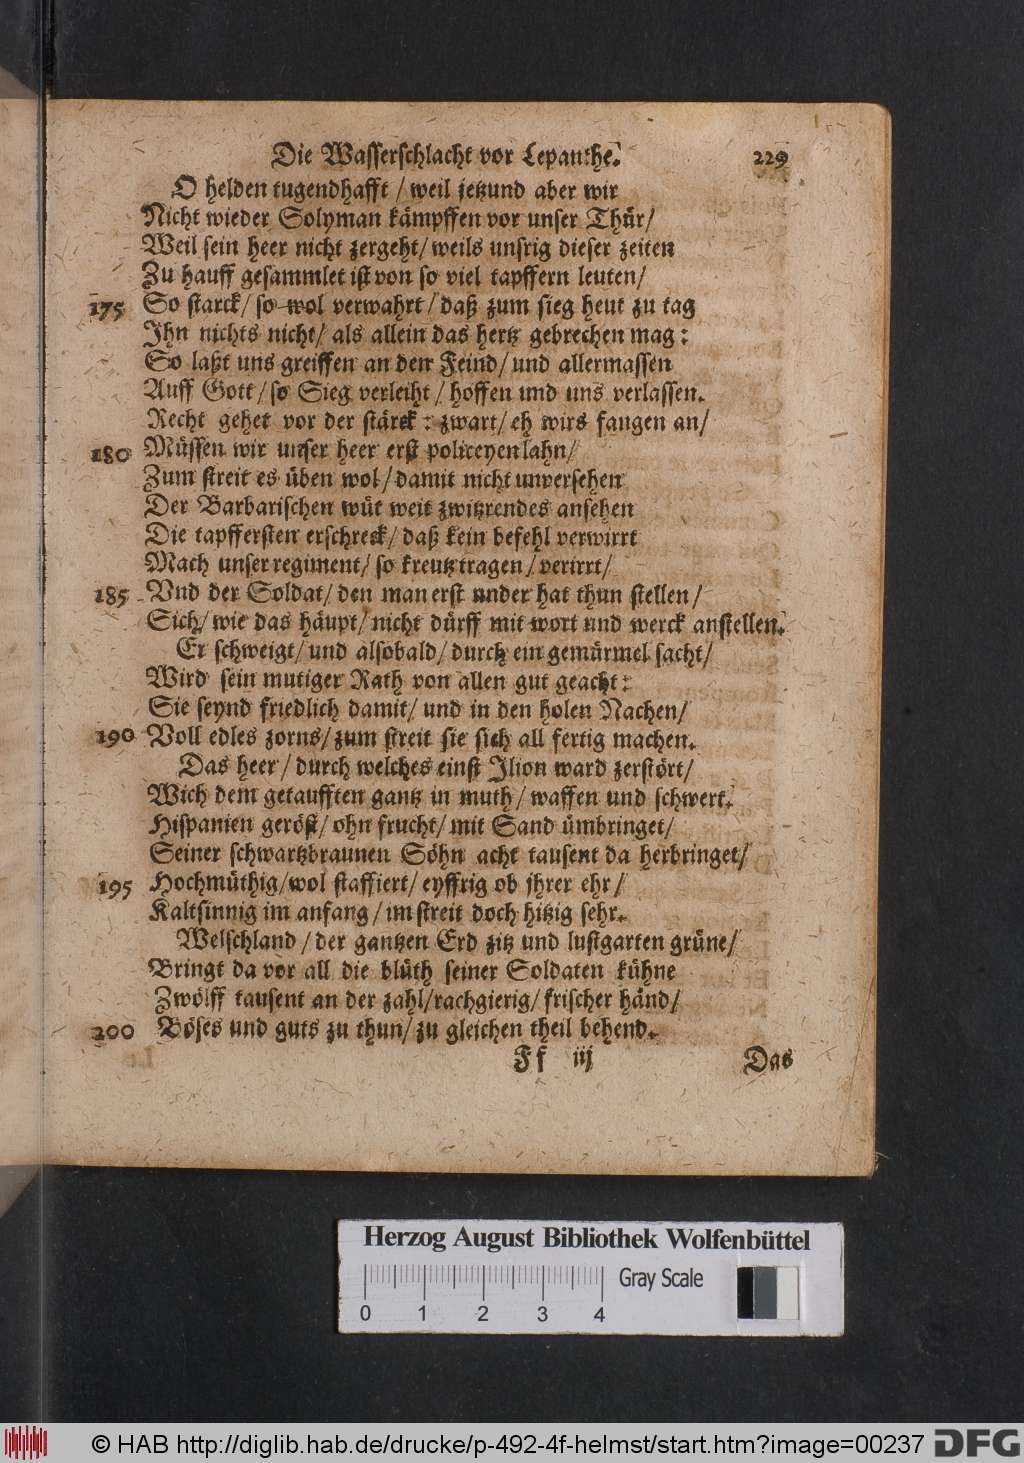 Die Wasserschlacht vor Lepanthe. 229
O helden tugendhafft / weil jetzund aber wir
Nicht wieder Solyman kämpffen vor unser Thür/
Weil sein heer nicht zergeht/ weils unsrig dieser zeiten
Zu hauff gesammlet ist von so viel tapffern leuten/
175 So starck/ so wol verwahrt/ daß zum sieg heut zu tag
Ihn nichts nicht/ als allein das hertz gebrechen mag:
So laßt uns greiffen an den Feind/ und allermassen
Auff Gott/ so Sieg verleiht/ hoffen und uns verlassen.
Recht gehet vor der stärck: zwart/ eh wirs fangen an/
180 Müssen wir unser heer erst policeyen lahn/
Zum streit es üben wol/ damit nicht unversehen
Der Barbarischen wüt weit zwitzrendes ansehen
Die tapffersten erschreck/ daß kein befehl verwirrt
Mach unser regiment/ so kreutz tragen/ verirrt/
185 Vnd der Soldat/ den man erst under hat thun stellen/
Sich/ wie das häupt/ nicht dürff mit wort und werck anstellen.
Er schweigt/ und alsobald/ durch ein gemürmel sacht/
Wird sein mutiger Rath von allen gut geacht:
Sie seynd friedlich damit/ und in den holen Nachen/
190 Voll edles zorns/ zum streit sie sich all fertig machen.
Das heer/ durch welches einst Ilion ward zerstört/
Wich dem getaufften gantz in muth/ waffen und schwert.
Hispanien geröst/ ohn frucht/ mit Sand ümbringet/
Seiner schwartzbraunen Söhn acht tausent da herbringet/
195 Hochmüthig/ wol staffiert/ eyffrig ob jhrer ehr/
Kaltsinnig im anfang/ im streit doch hitzig sehr.
Welschland/ der gantzen Erd zitz und lustgarten grüne/
Bringt da vor all die blüth seiner Soldaten kühne
Zwölff tausent an der zahl/ rachgierig/ frischer händ/
200 Böses und guts zu thun/ zu gleichen theil behend.
Ff iij Das
Herzog August Bibliothek Wolfenbüttel
0 1 2 3 4 Gray Scale
© HAB http://diglib.hab.de/drucke/p-492-4f-helmst/start.htm?image=00237 DFG